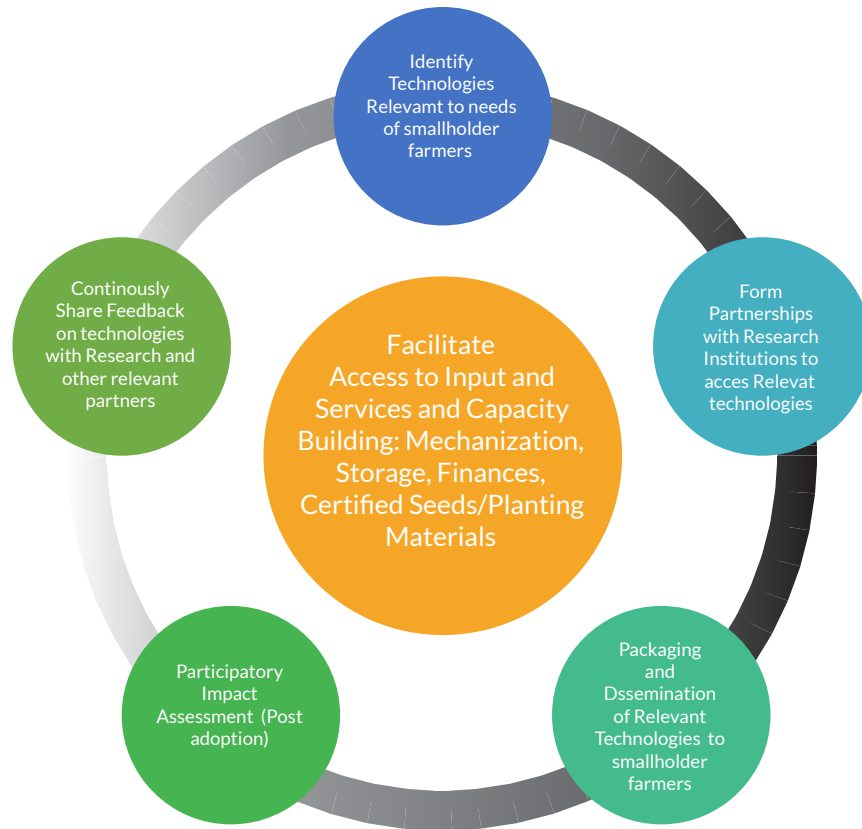 Identify
Technologies
Relevamt to needs
of smallholder
farmers
Form
Partnerships
with Research
Institutions to
acces Relevat
technologies
Packaging
and
Dssemination
of Relevant
Technologies to
smallholder
farmers
Participatory
Impact
Assessment (Post
adoption)
Continously
Share Feedback
on technologies
with Research and
other relevant
partners
Facilitate
Access to Input and
Services and Capacity
Building: Mechanization,
Storage, Finances,
Certified Seeds/Planting
Materials